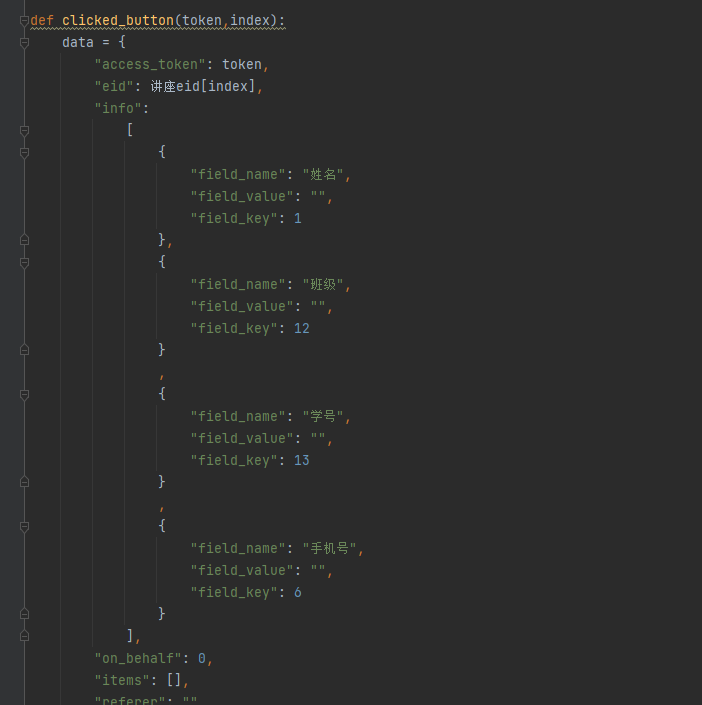 def clicked_button(token,index):
data = {
"access_token": token,
"eid": 讲座eid[index],
"info":
[
{
"field_name": "姓名",
"field_value": "",
"field_key": 1
},
{
"field_name": "班级",
"field_value": "",
"field_key": 12
}
,
{
"field_name": "学号",
"field_value": "",
"field_key": 13
}
,
{
"field_name": "手机号",
"field_value": "",
"field_key": 6
}
],
"on_behalf": 0,
"items": [],
"referer": ""